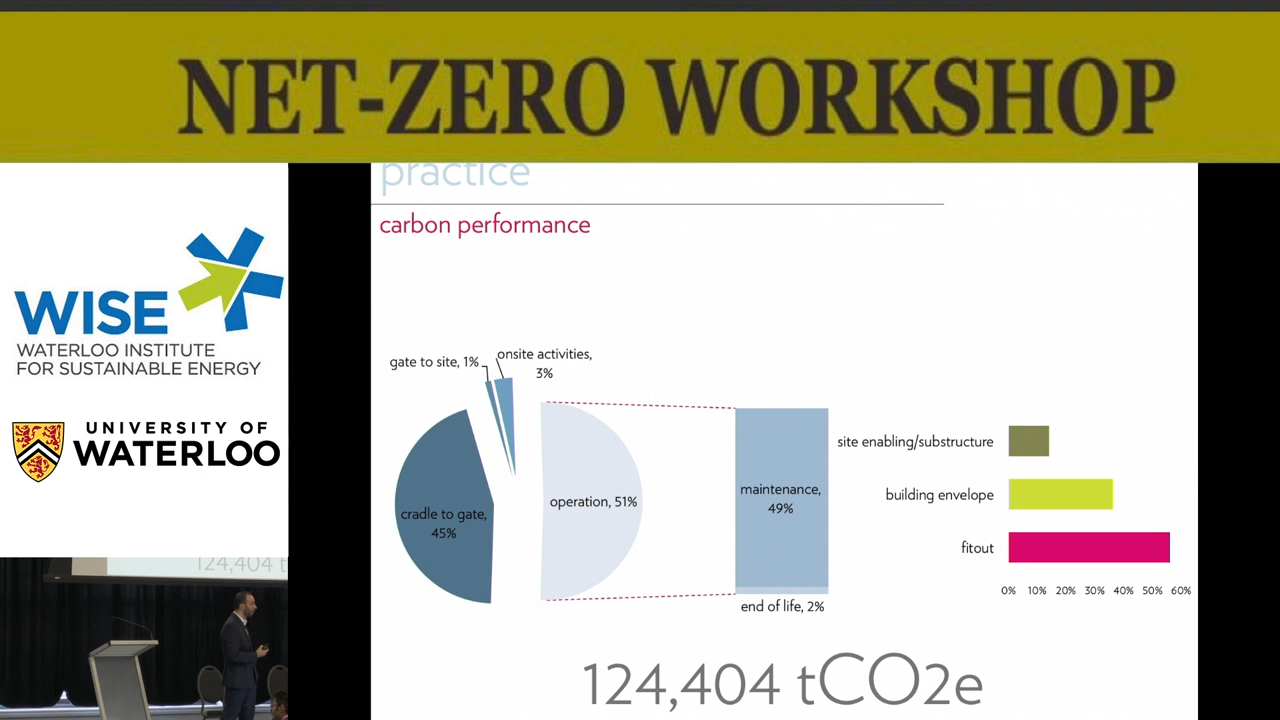 NET-ZERO WORKSHOP
practice
carbon performance
WISE
WATERLOO INSTITUTE
FOR SUSTAINABLE ENERGY
UNIVERSITY OF
WATERLOO
gate to site, 1%
onsite activities,
3%
cradle to gate,
45%
operation, 51%
maintenance,
49%
end of life, 2%
site enabling/substructure
building envelope
fitout
0% 10% 20% 30% 40% 50% 60%
124,404 tCO2e
124,404 t